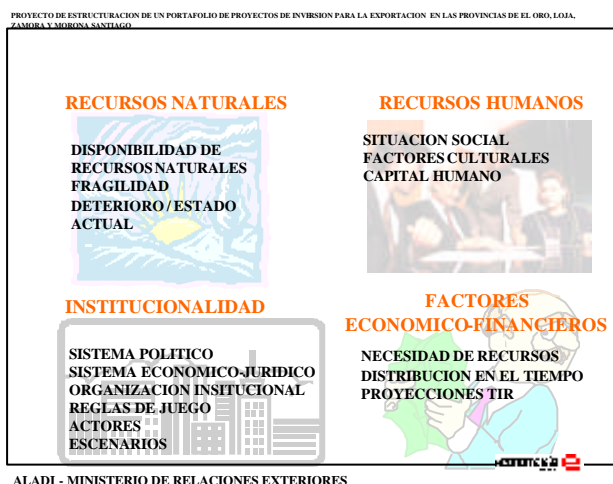 PROYECTO DE ESTRUCTURACION DE UN PORTAFOLIO DE PROYECTOS DE INVERSION PARA LA EXPORTACION EN LAS PROVINCIAS DE EL ORO, LOJA,
ZAMORA Y MORONA SANTIAGO
RECURSOS NATURALES
DISPONIBILIDAD DE
RECURSOS NATURALES
FRAGILIDAD
DETERIORO / ESTADO
ACTUAL
RECURSOS HUMANOS
SITUACION SOCIAL
FACTORES CULTURALES
CAPITAL HUMANO
INSTITUCIONALIDAD
SISTEMA POLITICO
SISTEMA ECONOMICO-JURIDICO
ORGANIZACION INSITUCIONAL
REGLAS DE JUEGO
ACTORES
ESCENARIOS
FACTORES
ECONOMICO-FINANCIEROS
NECESIDAD DE RECURSOS
DISTRIBUCION EN EL TIEMPO
PROYECCIONES TIR
ALADI - MINISTERIO DE RELACIONES EXTERIORES